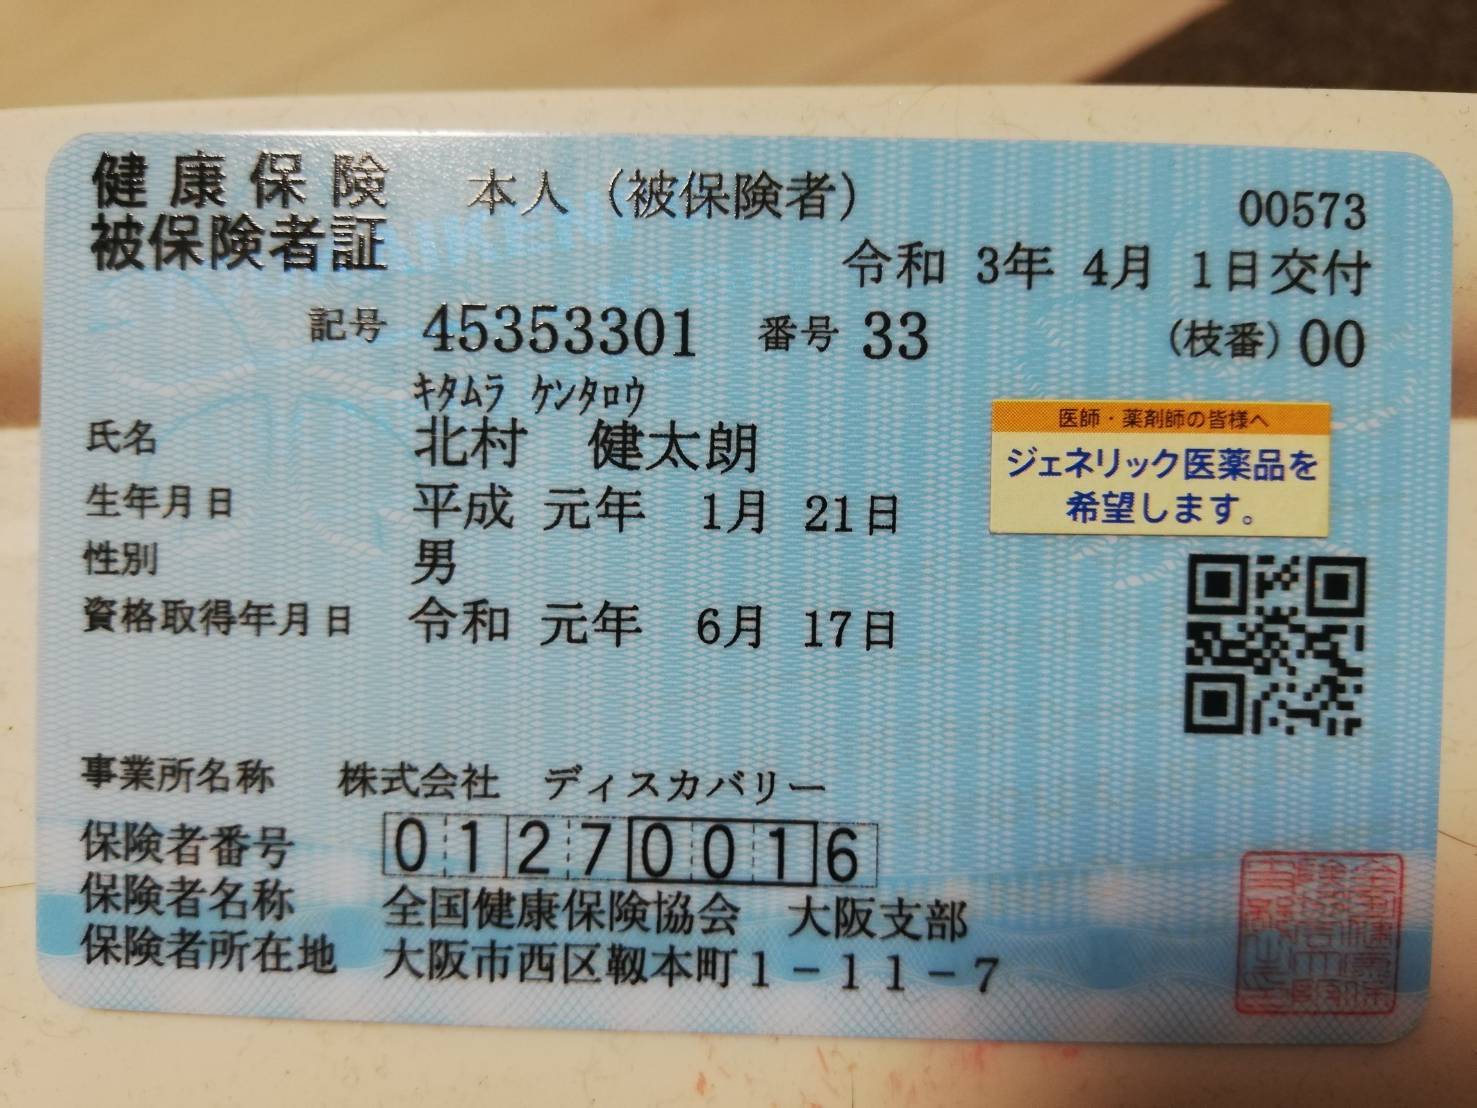 健康保険 本人（被保険者） 00573
被保険者証
令和 3年 4月 1日交付
記号 45353301 番号 33 (枝番) 00
キタムラ ケンタロウ
氏名 北村 健太朗
生年月日 平成 元年 1月 21日
性別 男
資格取得年月日 令和 元年 6月 17日
医師・薬剤師の皆様へ
ジェネリック医薬品を
希望します。
事業所名称 株式会社 ディスカバリー
保険者番号 01270016
保険者名称 全国健康保険協会 大阪支部
保険者所在地 大阪市西区靱本町1-11-7